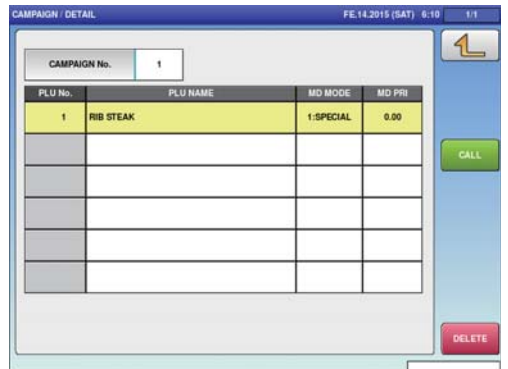 CAMPAIGN / DETAIL FE.14.2015 (SAT) 6:10 1/1
CAMPAIGN No. 1
PLU No. PLU NAME MD MODE MD PRI
1 RIB STEAK 1:SPECIAL 0.00
CALL
DELETE